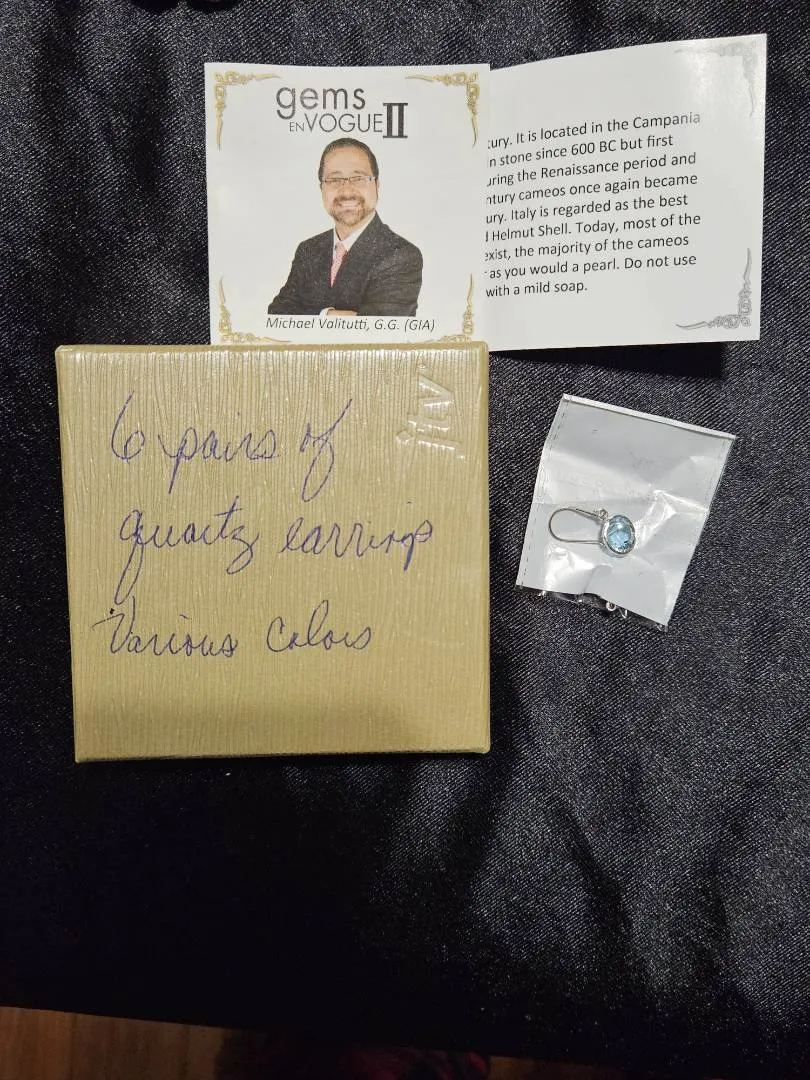 gems
EN VOGUE II
Michael Valitutti, G.G. (GIA)
tury. It is located in the Campania
n stone since 600 BC but first
uring the Renaissance period and
ntury cameos once again became
ury. Italy is regarded as the best
d Helmut Shell. Today, most of the
exist, the majority of the cameos
as you would a pearl. Do not use
with a mild soap.
jtv
6 pairs of
quartz earrings
Various Colors